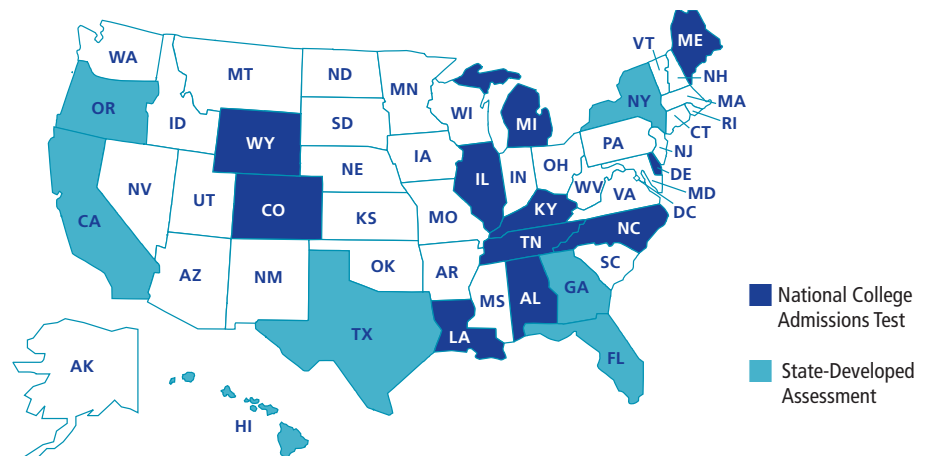 WA
MT
ND
MN
VT
ME
NH
MA
RI
CT
NY
OR
ID
SD
WI
MI
WY
PA
NJ
IA
OH
DE
NE
IL
IN
WV
VA
MD
DC
NV
UT
CO
KS
MO
KY
NC
CA
TN
AZ
NM
OK
AR
SC
MS
AL
GA
TX
LA
FL
AK
HI
National College
Admissions Test
State-Developed
Assessment